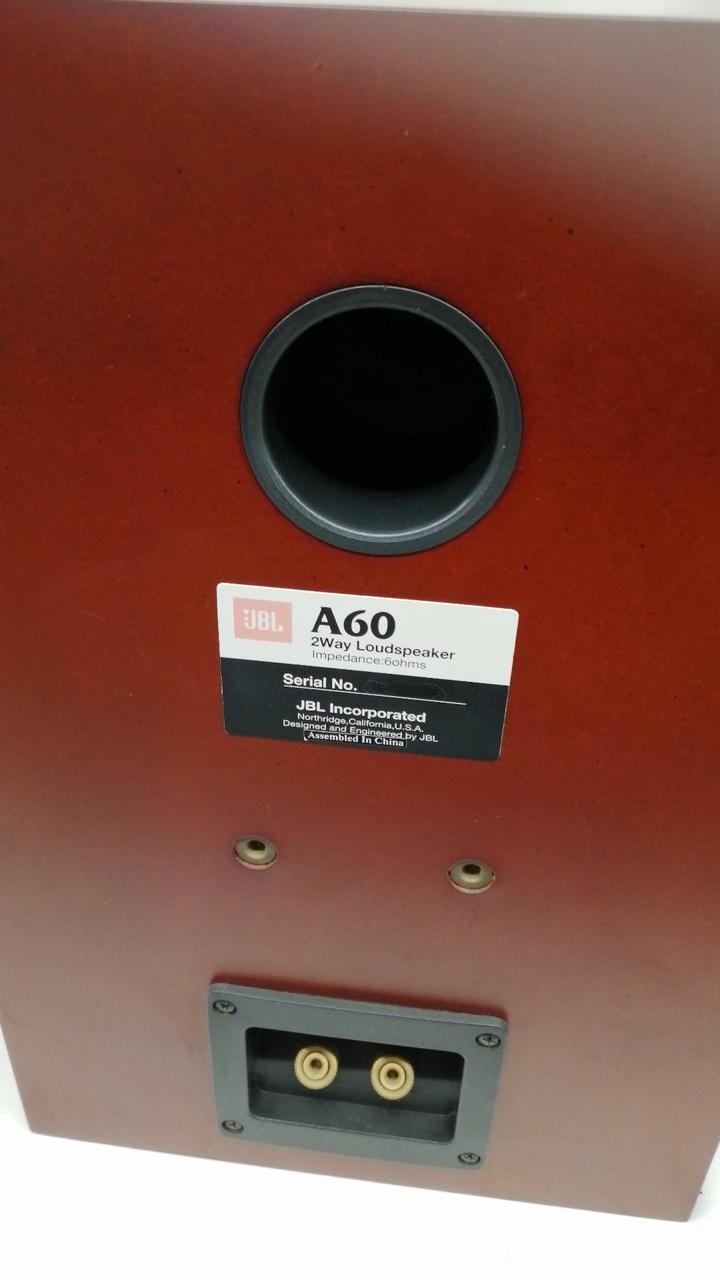 JBL
A60
2Way Loudspeaker
Impedance:6ohms
Serial No.
JBL Incorporated
Northridge,California,U.S.A.
Designed and Engineered by JBL
Assembled In China